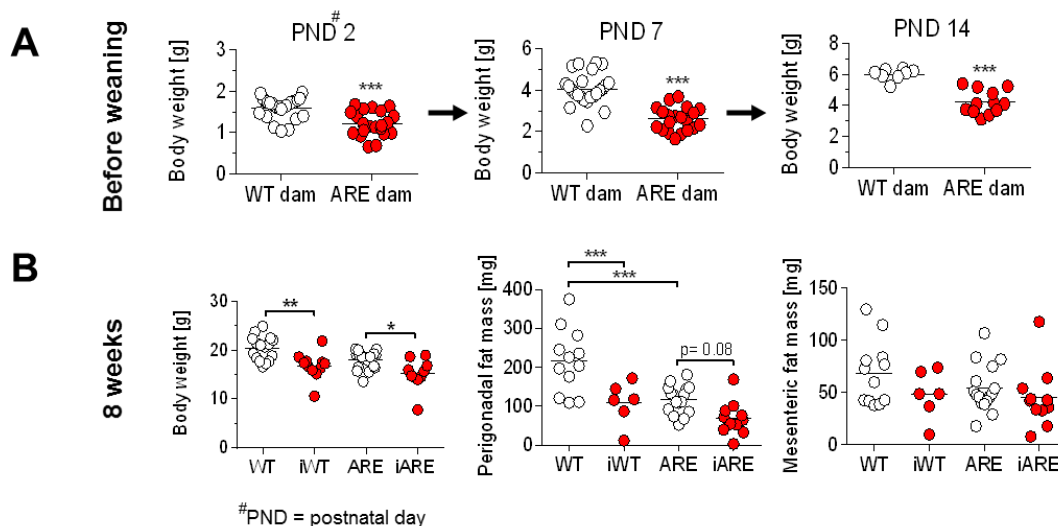 A
Before weaning
PND# 2
Body weight [g]
3
2
1
0
***
WT dam ARE dam
PND 7
Body weight [g]
6
4
2
0
***
WT dam ARE dam
PND 14
Body weight [g]
8
6
4
2
0
***
WT dam ARE dam
B
8 weeks
Body weight [g]
30
20
10
0
**
*
WT iWT ARE iARE
Perigonadal fat mass [mg]
400
300
200
100
0
***
***
p= 0.08
WT iWT ARE iARE
Mesenteric fat mass [mg]
150
100
50
0
WT iWT ARE iARE
#PND = postnatal day